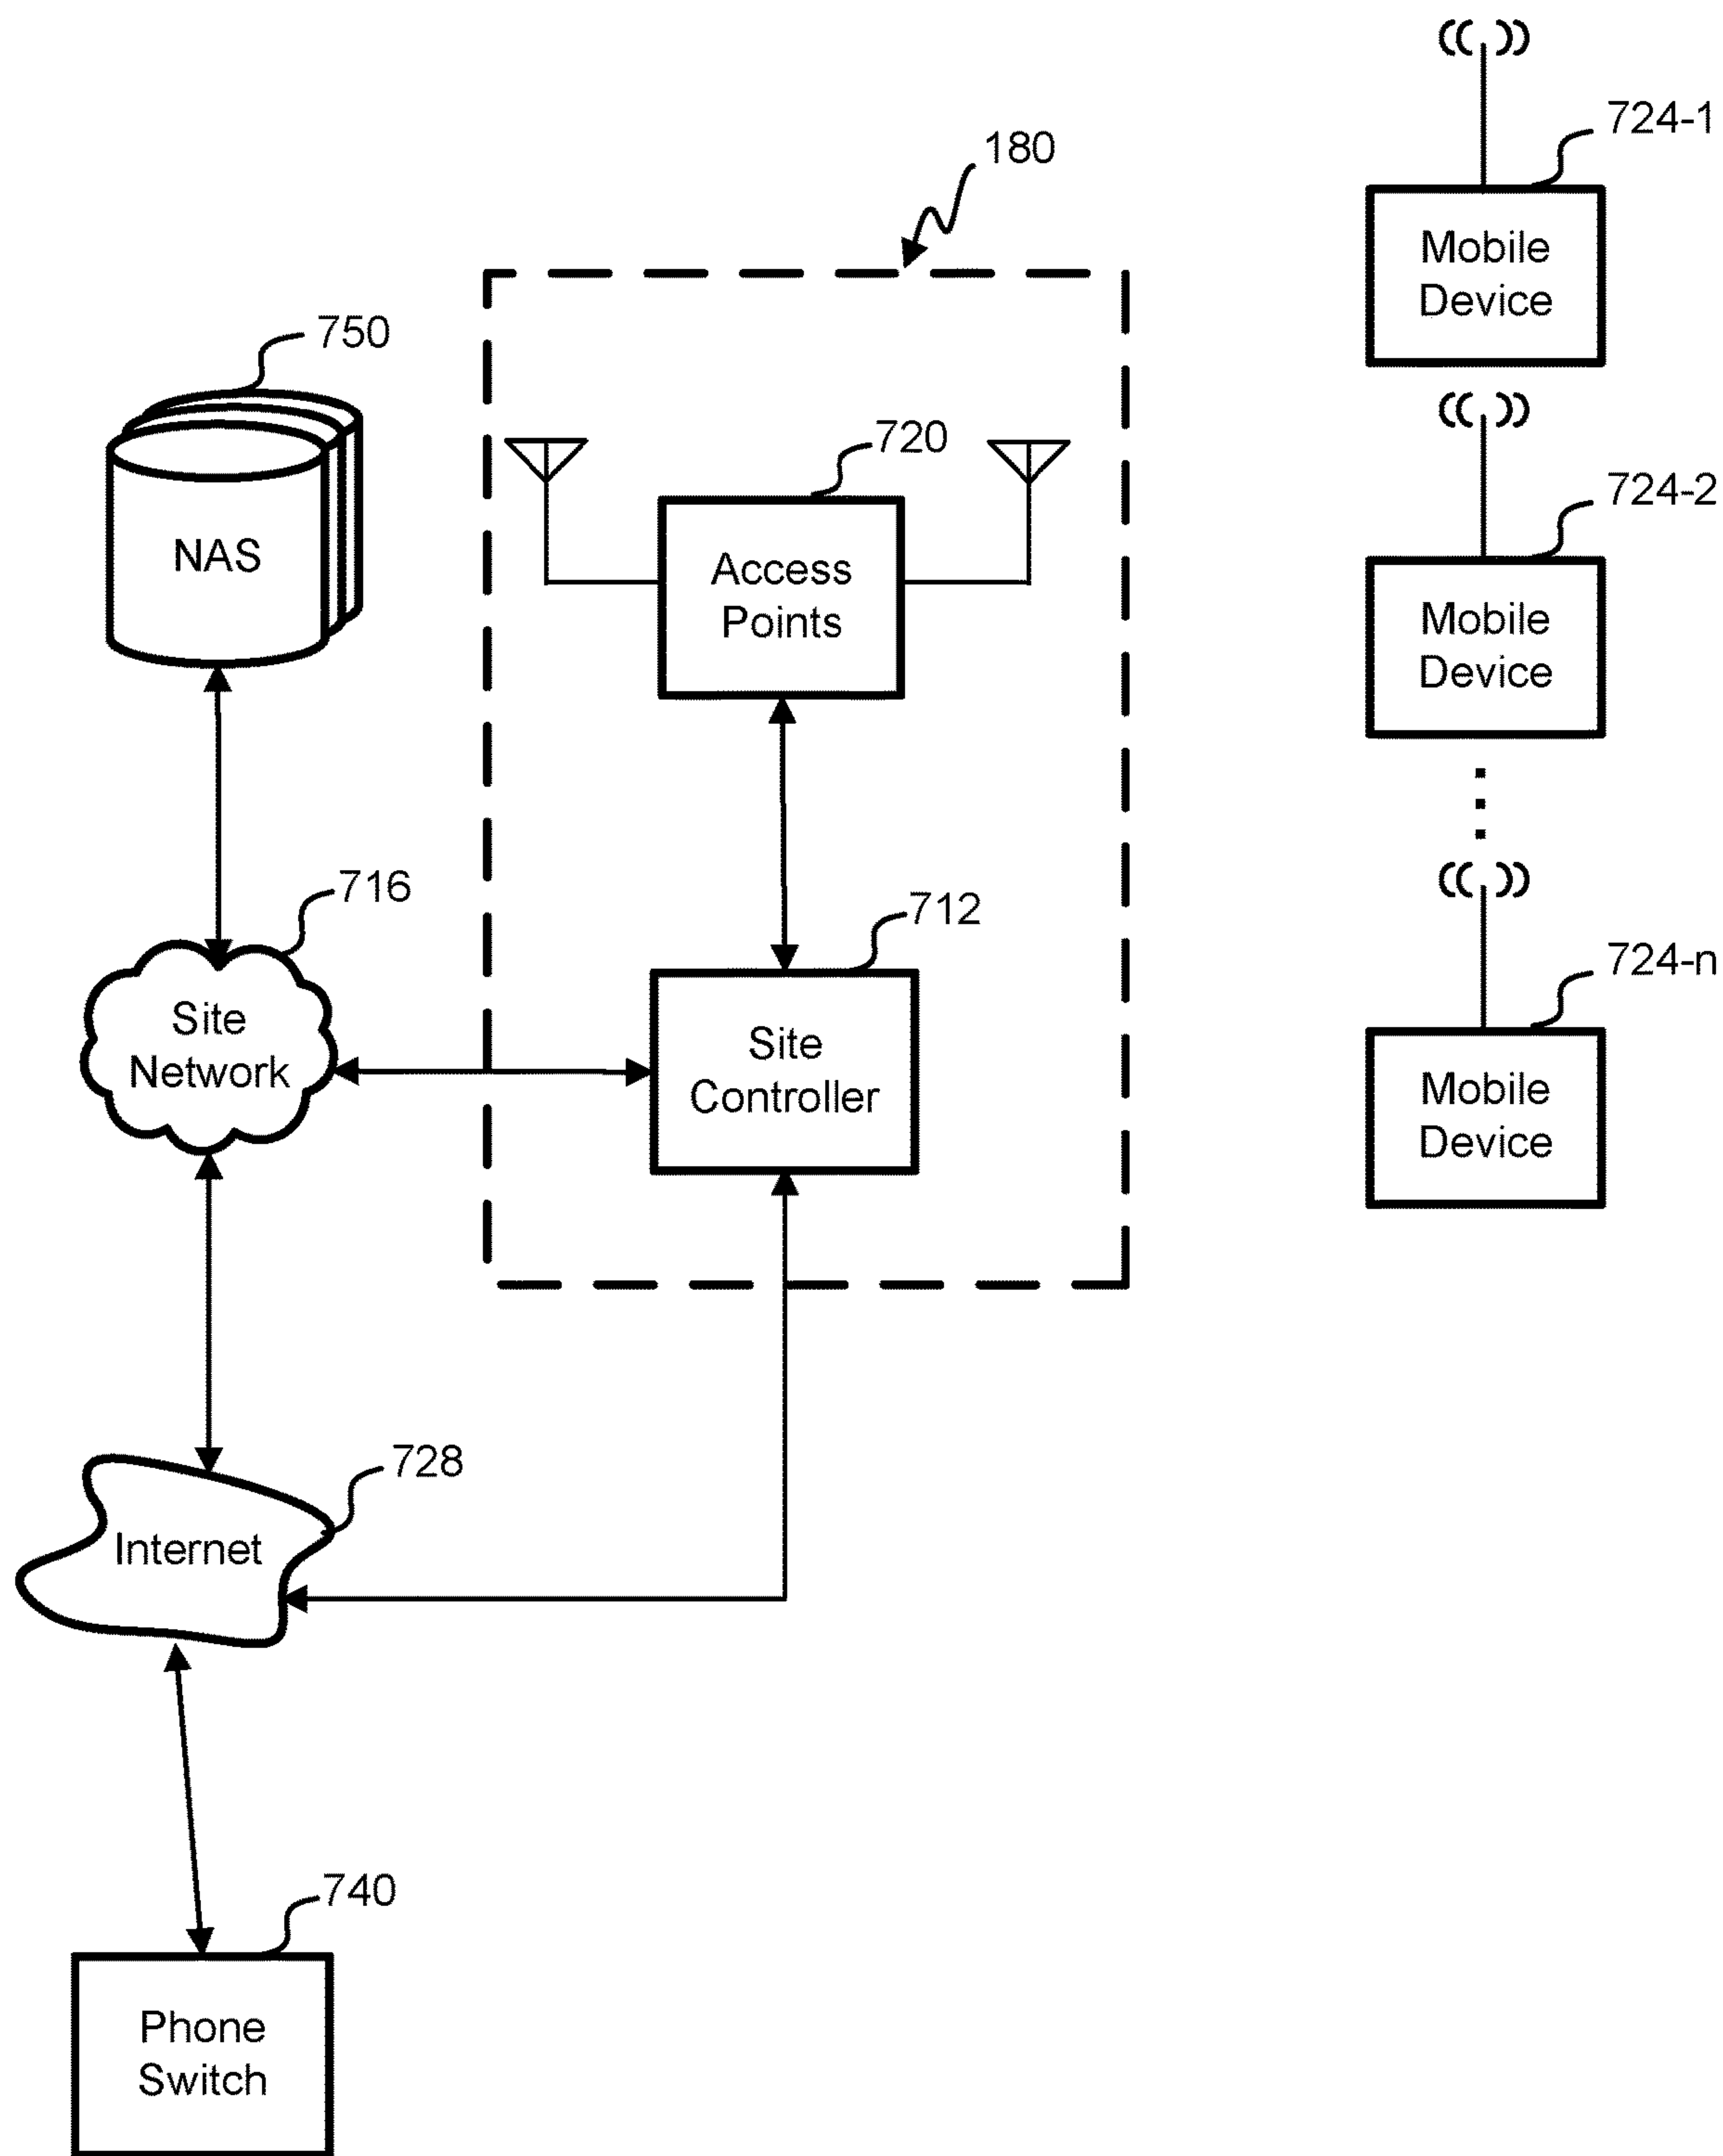 724-1
180
Mobile
Device
750
720
724-2
NAS
Access
Points
Mobile
Device
716
712
724-n
Site
Network
Site
Controller
Mobile
Device
728
Internet
740
Phone
Switch